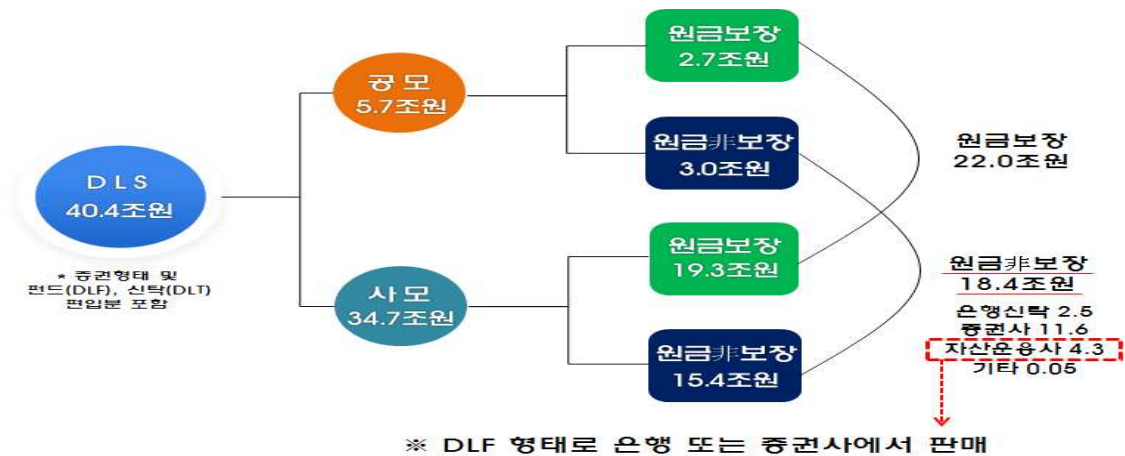 DLS
40.4조원
* 증권형태 및
펀드(DLF), 신탁(DLT)
편입분 포함
공 모
5.7조원
사 모
34.7조원
원금보장
2.7조원
원금非보장
3.0조원
원금보장
19.3조원
원금非보장
15.4조원
원금보장
22.0조원
원금非보장
18.4조원
은행신탁 2.5
증권사 11.6
자산운용사 4.3
기타 0.05
※ DLF 형태로 은행 또는 증권사에서 판매